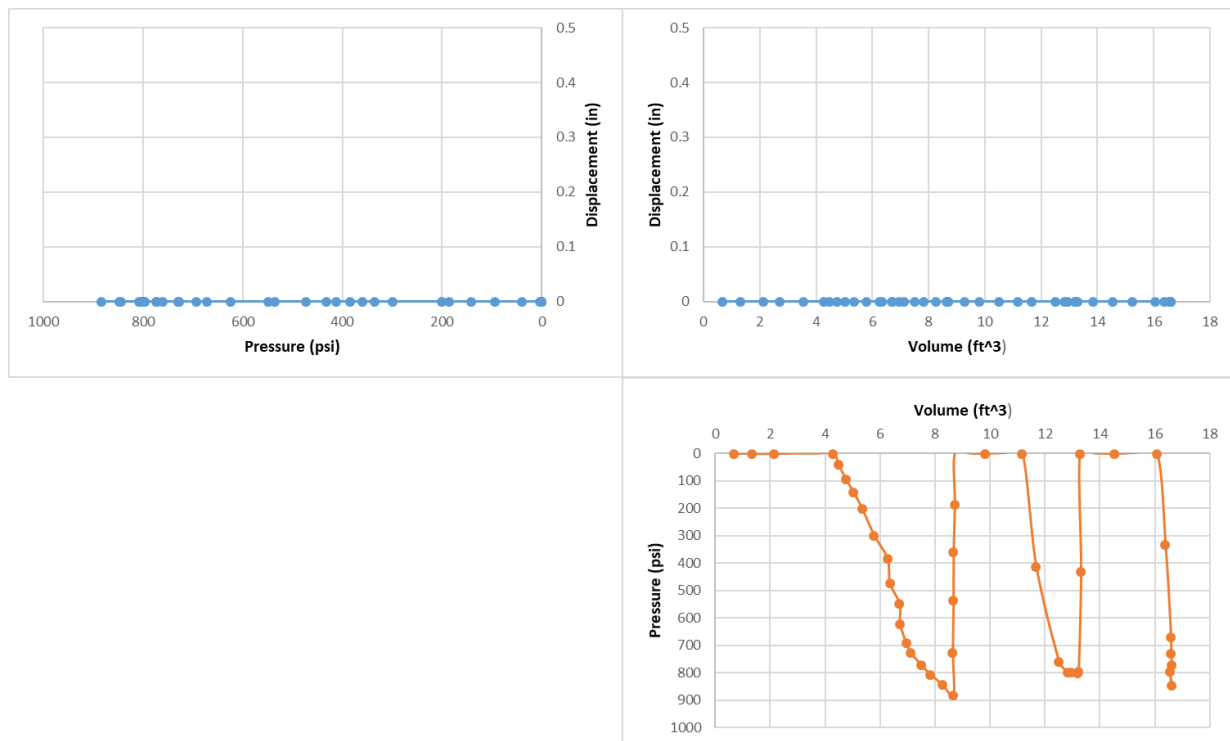 0.5
0.4
0.3
0.2
0.1
0
Displacement (in)
1000 800 600 400 200 0
Pressure (psi)
0.5
0.4
0.3
0.2
0.1
0
Displacement (in)
0 2 4 6 8 10 12 14 16 18
Volume (ft^3)
Volume (ft^3)
0 2 4 6 8 10 12 14 16 18
0
100
200
300
400
500
600
700
800
900
1000
Pressure (psi)